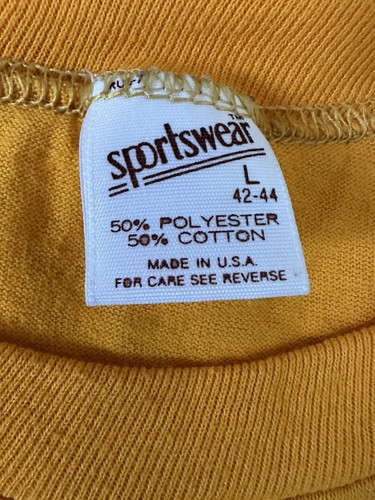 sportswear
TM
L
42-44
50% POLYESTER
50% COTTON
MADE IN U.S.A.
FOR CARE SEE REVERSE